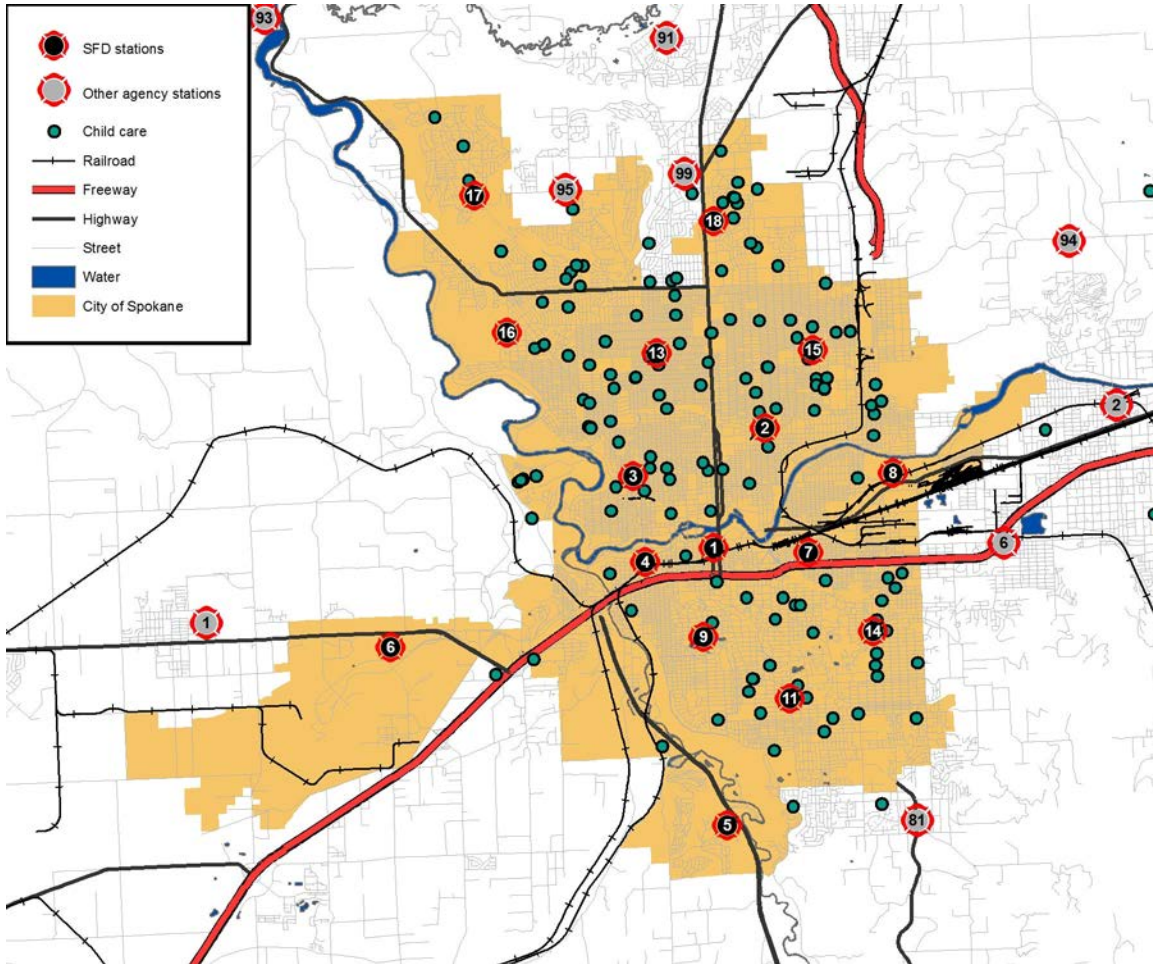 SFD stations
Other agency stations
Child care
Railroad
Freeway
Highway
Street
Water
City of Spokane
93
91
17
95
99
18
94
16
13
15
2
2
3
8
1
4
7
6
1
6
9
14
11
5
81